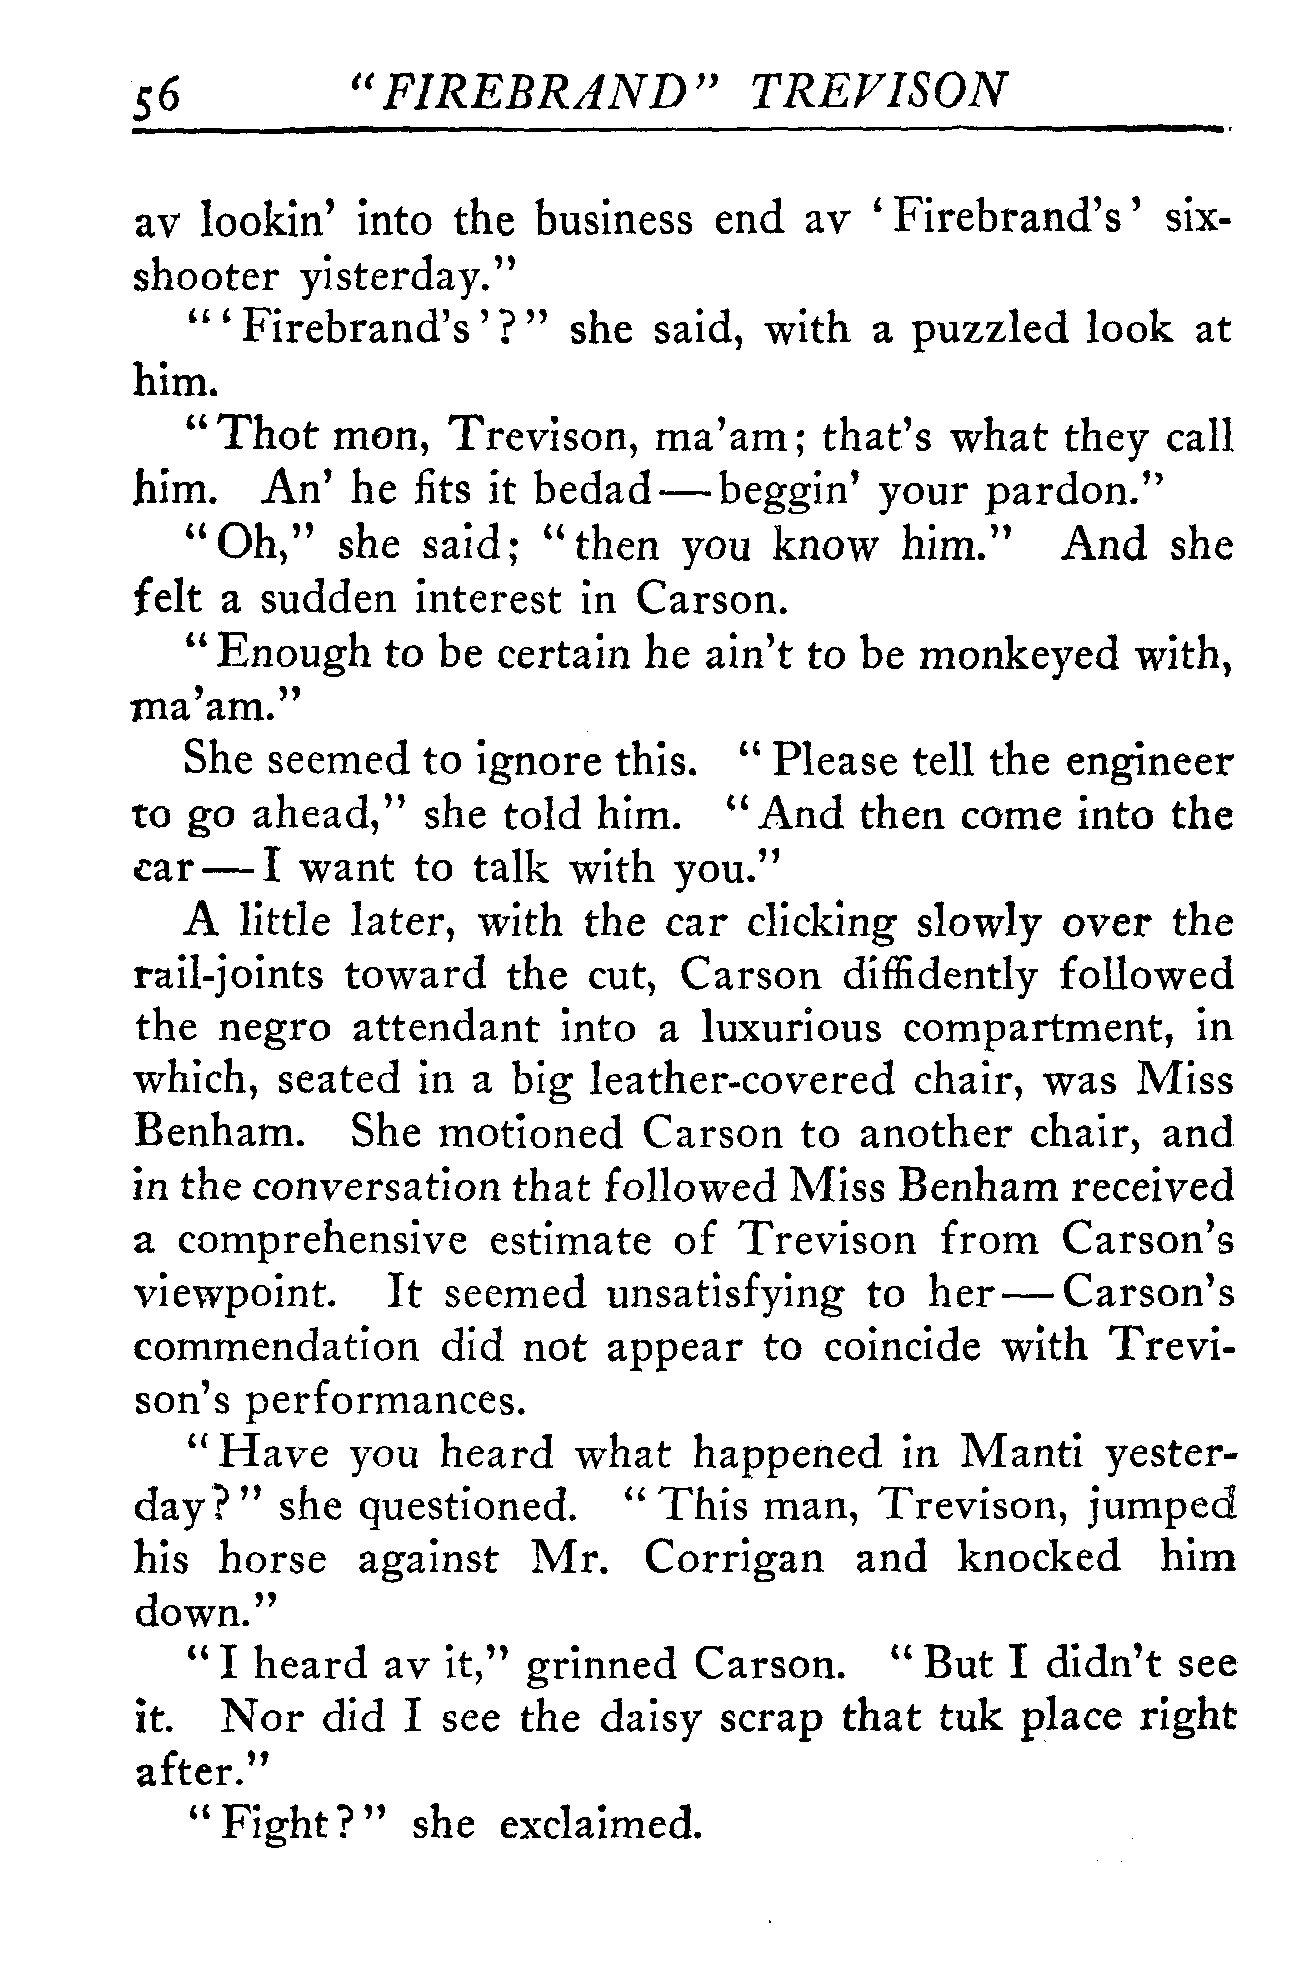 56 "FIREBRAND" TREVISON
av lookin' into the business end av 'Firebrand's' six-
shooter yisterday."
"'Firebrand's'?" she said, with a puzzled look at
him.
"Thot mon, Trevison, ma'am; that's what they call
him. An' he fits it bedad—beggin' your pardon."
"Oh," she said; "then you know him." And she
felt a sudden interest in Carson.
"Enough to be certain he ain't to be monkeyed with,
ma'am."
She seemed to ignore this. "Please tell the engineer
to go ahead," she told him. "And then come into the
car—I want to talk with you."
A little later, with the car clicking slowly over the
rail-joints toward the cut, Carson diffidently followed
the negro attendant into a luxurious compartment, in
which, seated in a big leather-covered chair, was Miss
Benham. She motioned Carson to another chair, and
in the conversation that followed Miss Benham received
a comprehensive estimate of Trevison from Carson's
viewpoint. It seemed unsatisfying to her—Carson's
commendation did not appear to coincide with Trevi-
son's performances.
"Have you heard what happened in Manti yester-
day?" she questioned. "This man, Trevison, jumped
his horse against Mr. Corrigan and knocked him
down."
"I heard av it," grinned Carson. "But I didn't see
it. Nor did I see the daisy scrap that tuk place right
after."
"Fight?" she exclaimed.